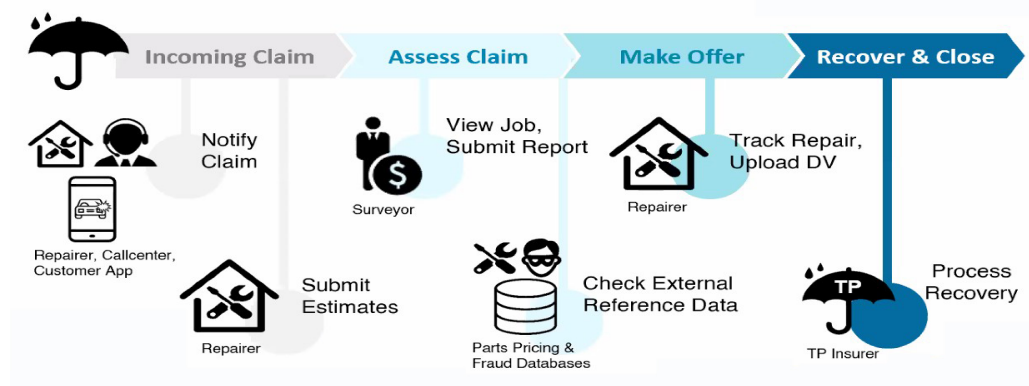 Incoming Claim
Assess Claim
Make Offer
Recover & Close
Notify
Claim
Repairer, Callcenter,
Customer App
Submit
Estimates
Repairer
View Job,
Submit Report
$
Surveyor
Check External
Reference Data
Parts Pricing &
Fraud Databases
Track Repair,
Upload DV
Repairer
Process
Recovery
TP
TP Insurer